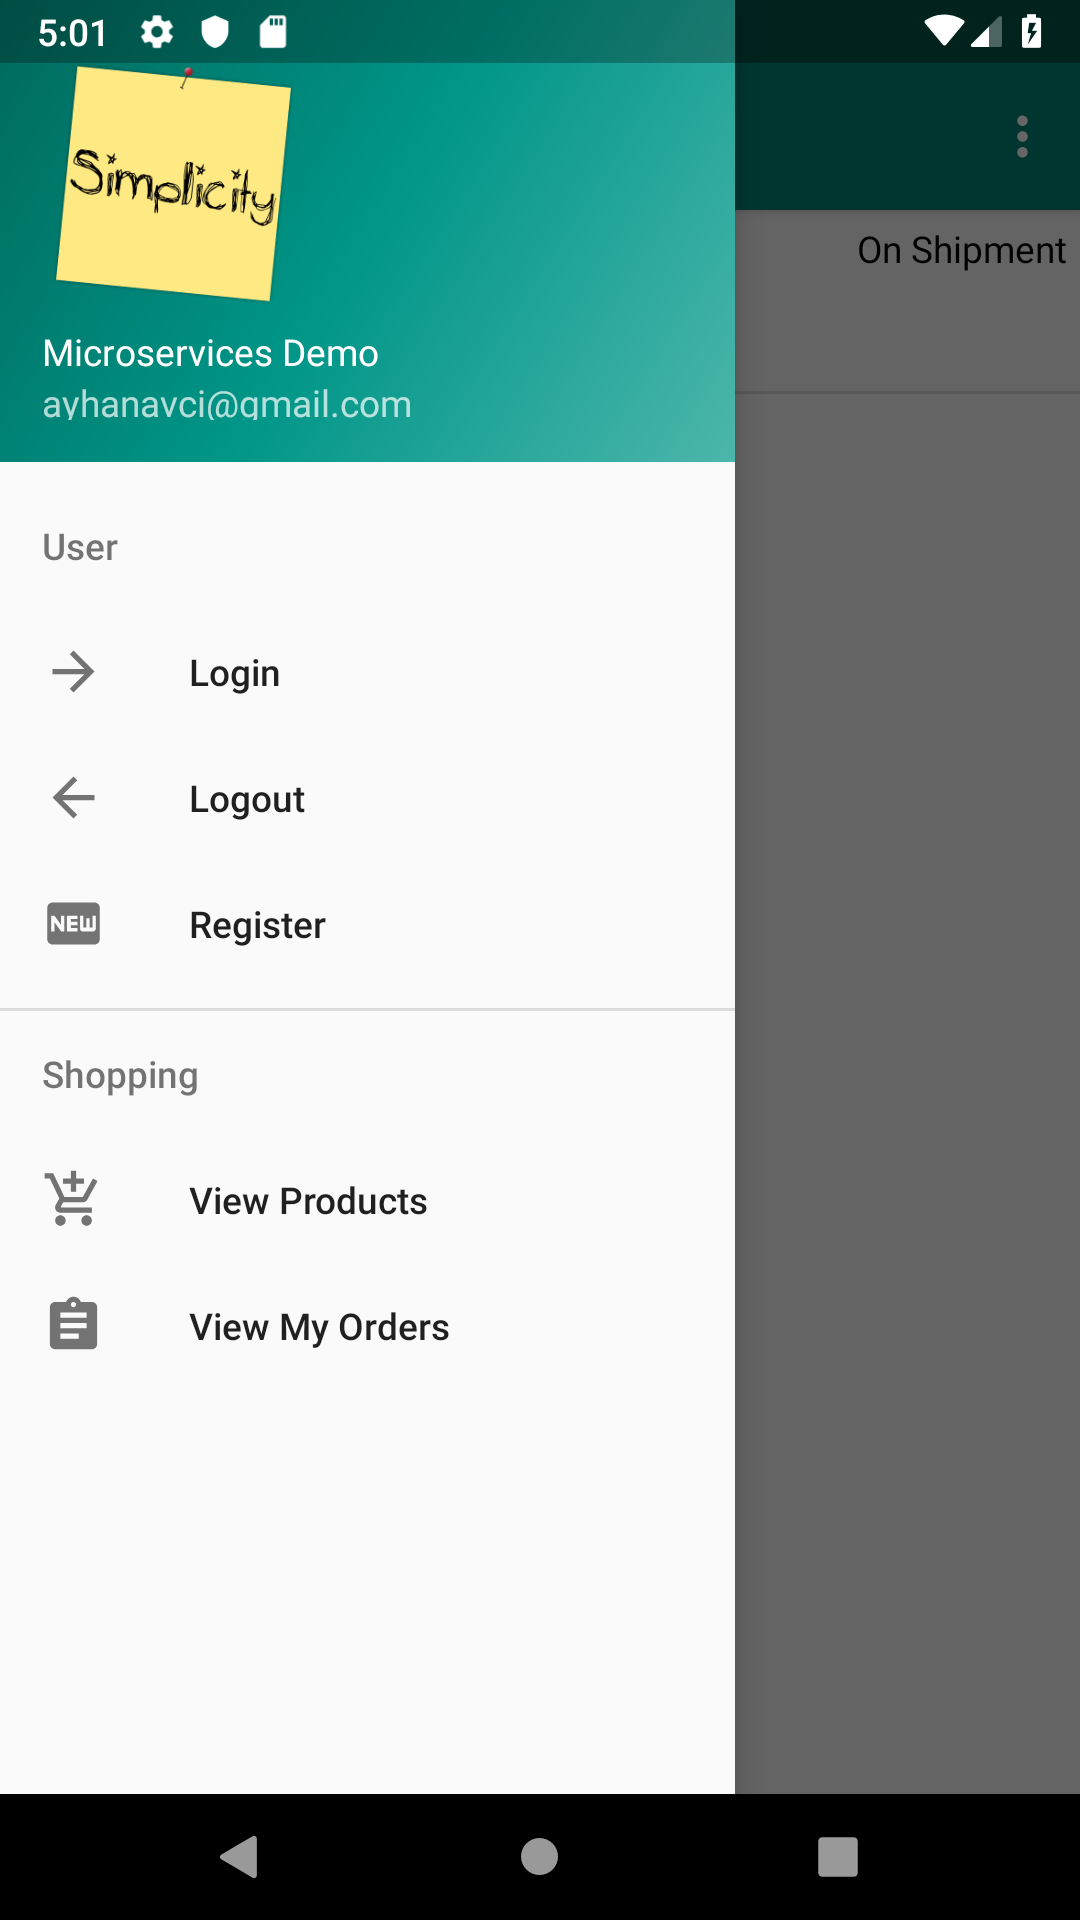 5:01
Simplicity
On Shipment
Microservices Demo
ayhanavci@gmail.com
User
Login
Logout
NEW
Register
Shopping
View Products
View My Orders